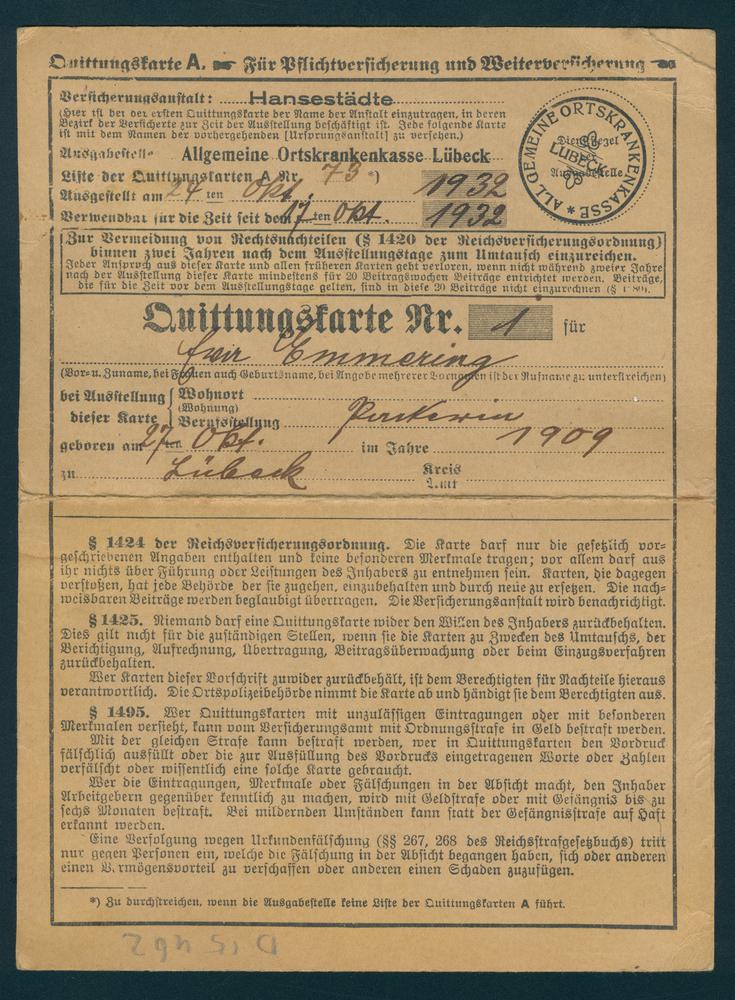 Quittungskarte A. Für Pflichtversicherung und Weiterversicherung
Versicherungsanstalt: Hansestädte
(Hier ist bei der ersten Quittungskarte der Name der Anstalt einzutragen, in deren
Bezirk der Versicherte zur Zeit der Ausstellung beschäftigt ist. Jede folgende Karte
ist mit dem Namen der vorhergehenden [Ursprungsanstalt] zu versehen.)
Ausgabestelle Allgemeine Ortskrankenkasse Lübeck
Liste der Quittungskarten A Nr. 73 *)
Ausgestellt am 24 ten Okt. 1932
Verwendbar für die Zeit seit dem 17 ten Okt. 1932
Dienstsiegel
der
Ausgabestelle
ALLGEMEINE ORTSKRANKENKASSE *
LÜBECK
Zur Vermeidung von Rechtsnachteilen (§ 1420 der Reichsversicherungsordnung)
binnen zwei Jahren nach dem Ausstellungstage zum Umtausch einzureichen.
Jeder Anspruch aus dieser Karte und allen früheren Karten geht verloren, wenn nicht während zweier Jahre
nach der Ausstellung dieser Karte mindestens für 20 Beitragswochen Beiträge entrichtet werden. Beiträge,
die für die Zeit vor dem Ausstellungstage gelten, sind in diese 20 Beiträge nicht einzurechnen
Quittungskarte Nr. 1 für
Emmering
(Vor- u. Zuname, bei Frauen auch Geburtsname, bei Angabe mehrerer Vornamen ist der Rufname zu unterstreichen)
bei Ausstellung dieser Karte { Wohnort
(Wohnung)
Berufsstellung
geboren am 27 ten Okt. im Jahre 1909
zu Lübeck Kreis
Amt
§ 1424 der Reichsversicherungsordnung. Die Karte darf nur die gesetzlich vor-
geschriebenen Angaben enthalten und keine besonderen Merkmale tragen; vor allem darf aus
ihr nichts über Führung oder Leistungen des Inhabers zu entnehmen sein. Karten, die dagegen
verstoßen, hat jede Behörde der sie zugehen, einzubehalten und durch neue zu ersetzen. Die nach-
weisbaren Beiträge werden beglaubigt übertragen. Die Versicherungsanstalt wird benachrichtigt.
§ 1425. Niemand darf eine Quittungskarte wider den Willen des Inhabers zurückbehalten.
Dies gilt nicht für die zuständigen Stellen, wenn sie die Karten zu Zwecken des Umtauschs, der
Berichtigung, Aufrechnung, Übertragung, Beitragsüberwachung oder beim Einzugsverfahren
zurückbehalten.
Wer Karten dieser Vorschrift zuwider zurückbehält, ist dem Berechtigten für Nachteile hieraus
verantwortlich. Die Ortspolizeibehörde nimmt die Karte ab und händigt sie dem Berechtigten aus.
§ 1495. Wer Quittungskarten mit unzulässigen Eintragungen oder mit besonderen
Merkmalen versieht, kann vom Versicherungsamt mit Ordnungsstrafe in Geld bestraft werden.
Mit der gleichen Strafe kann bestraft werden, wer in Quittungskarten den Vordruck
fälschlich ausfüllt oder die zur Ausfüllung des Vordrucks eingetragenen Worte oder Zahlen
verfälscht oder wissentlich eine solche Karte gebraucht.
Wer die Eintragungen, Merkmale oder Fälschungen in der Absicht macht, den Inhaber
Arbeitgebern gegenüber kenntlich zu machen, wird mit Geldstrafe oder mit Gefängnis bis zu
sechs Monaten bestraft. Bei mildernden Umständen kann statt der Gefängnisstrafe auf Haft
erkannt werden.
Eine Verfolgung wegen Urkundenfälschung (§§ 267, 268 des Reichsstrafgesetzbuchs) tritt
nur gegen Personen ein, welche die Fälschung in der Absicht begangen haben, sich oder anderen
einen Vermögensvorteil zu verschaffen oder anderen einen Schaden zuzufügen.
*) Zu durchstreichen, wenn die Ausgabestelle keine Liste der Quittungskarten A führt.
D 15 462